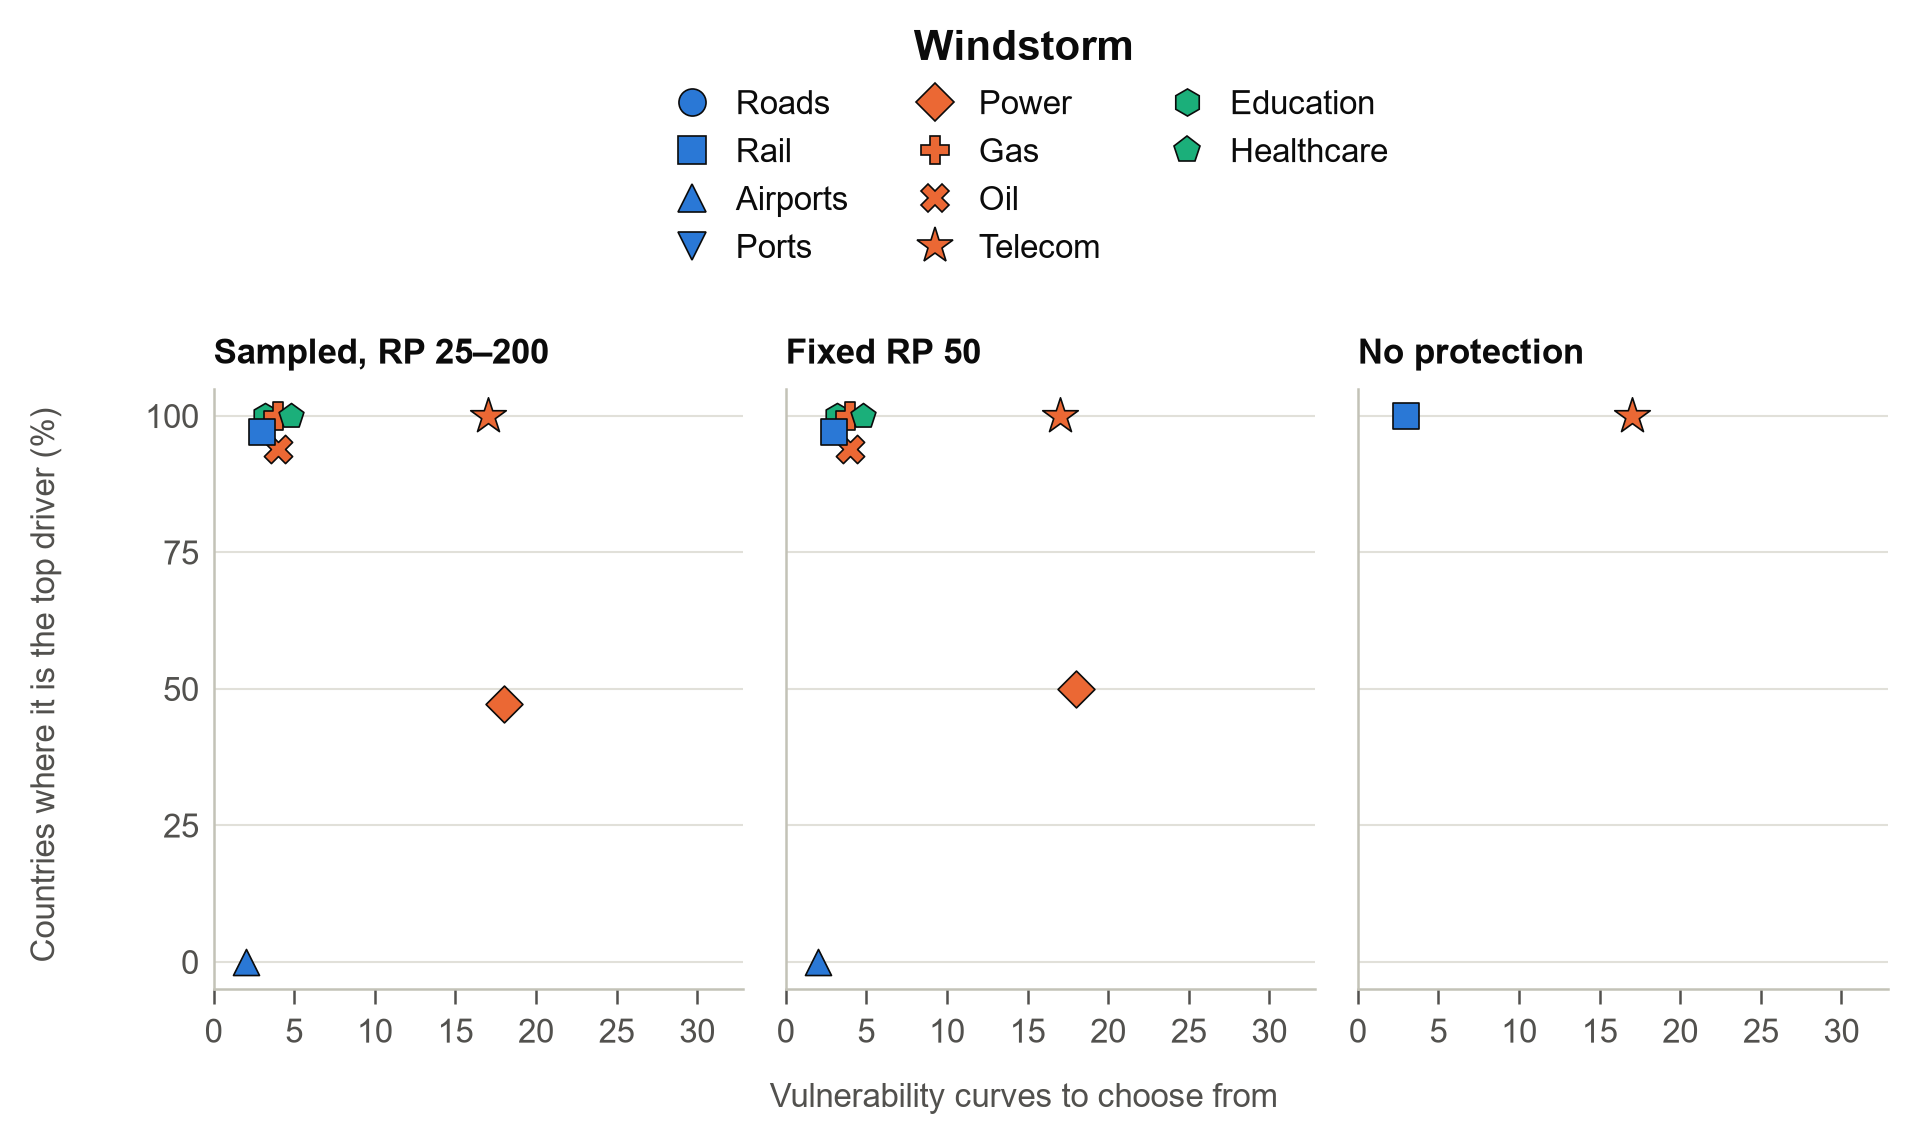 Windstorm
Roads
Rail
Airports
Ports
Power
Gas
Oil
Telecom
Education
Healthcare
Sampled, RP 25–200
Fixed RP 50
No protection
Countries where it is the top driver (%)
100
75
50
25
0
0 5 10 15 20 25 30
0 5 10 15 20 25 30
0 5 10 15 20 25 30
Vulnerability curves to choose from